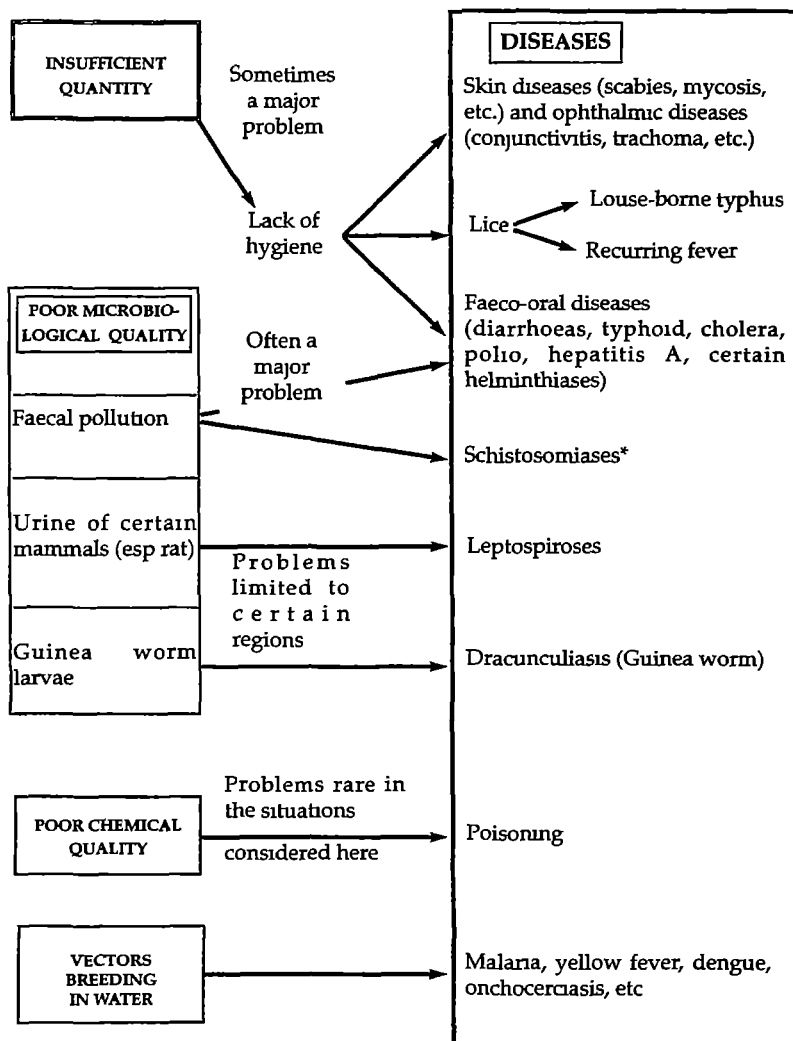 INSUFFICIENT
QUANTITY
Sometimes
a major
problem
Lack of
hygiene
DISEASES
Skin diseases (scabies, mycosis,
etc.) and ophthalmic diseases
(conjunctivitis, trachoma, etc.)
Lice
Louse-borne typhus
Recurring fever
Faeco-oral diseases
(diarrhoeas, typhoid, cholera,
polio, hepatitis A, certain
helminthiases)
POOR MICROBIO-
LOGICAL QUALITY
Often a
major
problem
Faecal pollution
Schistosomiases*
Urine of certain
mammals (esp rat)
Leptospiroses
Problems
limited to
certain
regions
Guinea worm
larvae
Dracunculiasis (Guinea worm)
POOR CHEMICAL
QUALITY
Problems rare in
the situations
considered here
Poisoning
VECTORS
BREEDING
IN WATER
Malaria, yellow fever, dengue,
onchocerciasis, etc